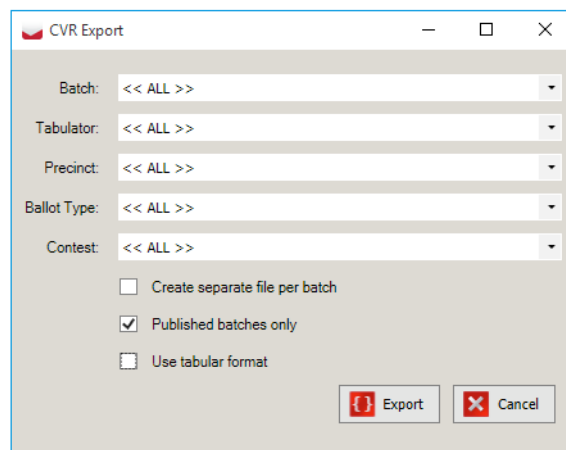 CVR Export
Batch: << ALL >>
Tabulator: << ALL >>
Precinct: << ALL >>
Ballot Type: << ALL >>
Contest: << ALL >>
Create separate file per batch
Published batches only
Use tabular format
Export Cancel